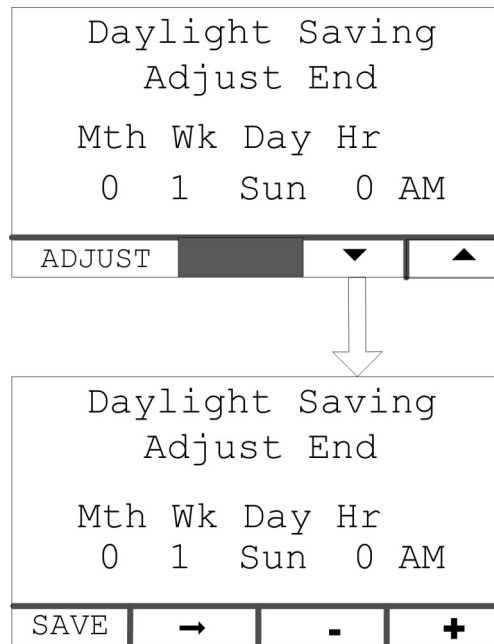 Daylight Saving
Adjust End
Mth Wk Day Hr
0 1 Sun 0 AM
ADJUST ▼ ▲
Daylight Saving
Adjust End
Mth Wk Day Hr
0 1 Sun 0 AM
SAVE → - +